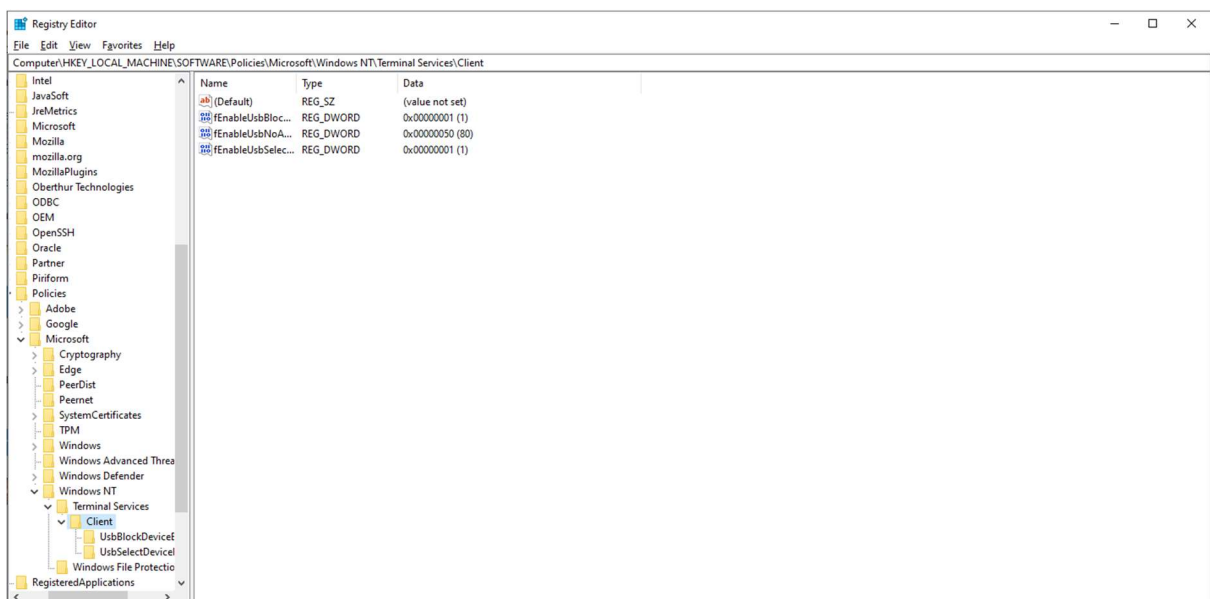 Registry Editor
File Edit View Favorites Help
Computer\HKEY_LOCAL_MACHINE\SOFTWARE\Policies\Microsoft\Windows NT\Terminal Services\Client
Intel
JavaSoft
JreMetrics
Microsoft
Mozilla
mozilla.org
MozillaPlugins
Oberthur Technologies
ODBC
OEM
OpenSSH
Oracle
Partner
Piriform
Policies
Adobe
Google
Microsoft
Cryptography
Edge
PeerDist
Peernet
SystemCertificates
TPM
Windows
Windows Advanced Threa
Windows Defender
Windows NT
Terminal Services
Client
UsbBlockDeviceB
UsbSelectDeviceI
Windows File Protectio
RegisteredApplications
Name Type Data
ab (Default) REG_SZ (value not set)
fEnableUsbBloc... REG_DWORD 0x00000001 (1)
fEnableUsbNoA... REG_DWORD 0x00000050 (80)
fEnableUsbSelec... REG_DWORD 0x00000001 (1)